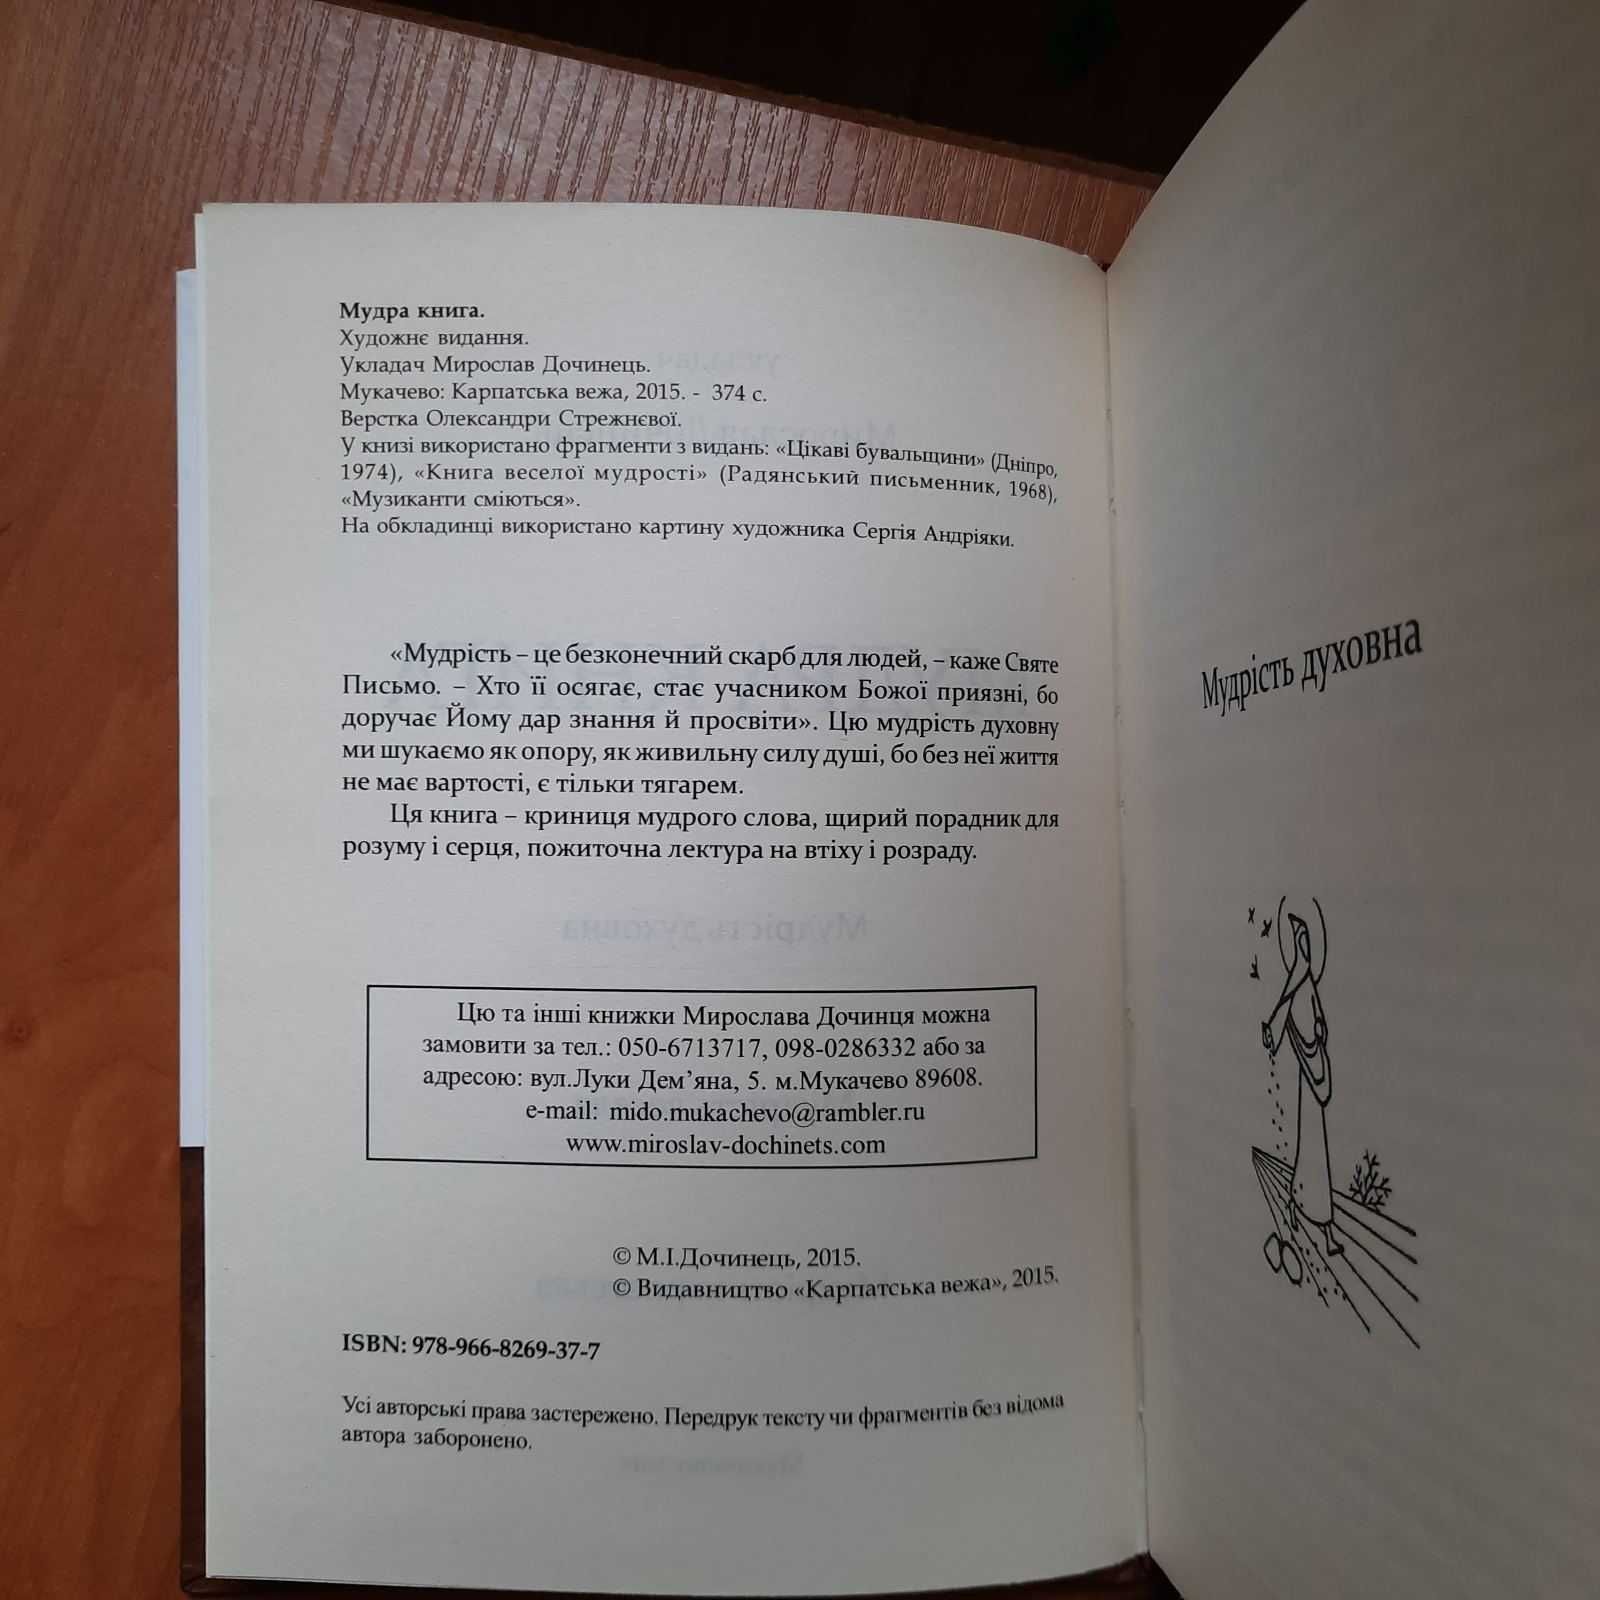 Мудра книга.
Художнє видання.
Укладач Мирослав Дочинець.
Мукачево: Карпатська вежа, 2015. - 374 с.
Верстка Олександри Стрежнєвої.
У книзі використано фрагменти з видань: «Цікаві бувальщини» (Дніпро,
1974), «Книга веселої мудрості» (Радянський письменник, 1968),
«Музиканти сміються».
На обкладинці використано картину художника Сергія Андріяки.
«Мудрість – це безконечний скарб для людей, – каже Святе
Письмо. – Хто її осягає, стає учасником Божої приязні, бо
доручає Йому дар знання й просвіти». Цю мудрість духовну
ми шукаємо як опору, як живильну силу душі, бо без неї життя
не має вартості, є тільки тягарем.
Ця книга – криниця мудрого слова, щирий порадник для
розуму і серця, пожиточна лектура на втіху і розраду.
Цю та інші книжки Мирослава Дочинця можна
замовити за тел.: 050-6713717, 098-0286332 або за
адресою: вул.Луки Дем’яна, 5. м.Мукачево 89608.
e-mail: mido.mukachevo@rambler.ru
www.miroslav-dochinets.com
© М.І.Дочинець, 2015.
© Видавництво «Карпатська вежа», 2015.
ISBN: 978-966-8269-37-7
Усі авторські права застережено. Передрук тексту чи фрагментів без відома
автора заборонено.
Мудрість духовна